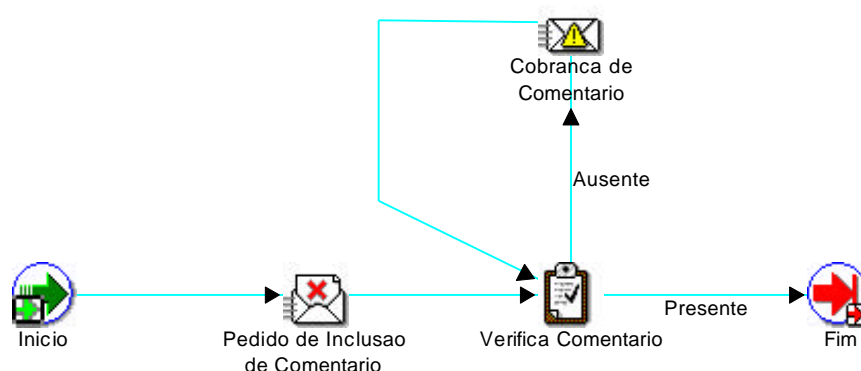 Cobranca de
Comentario
Ausente
Presente
Inicio
Pedido de Inclusao
de Comentario
Verifica Comentario
Fim